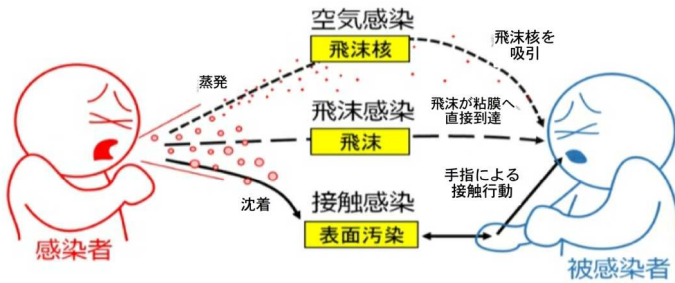 空気感染
飛沫核
飛沫核を
吸引
蒸発
飛沫感染
飛沫
飛沫が粘膜へ
直接到達
接触感染
表面汚染
沈着
手指による
接触行動
感染者
被感染者